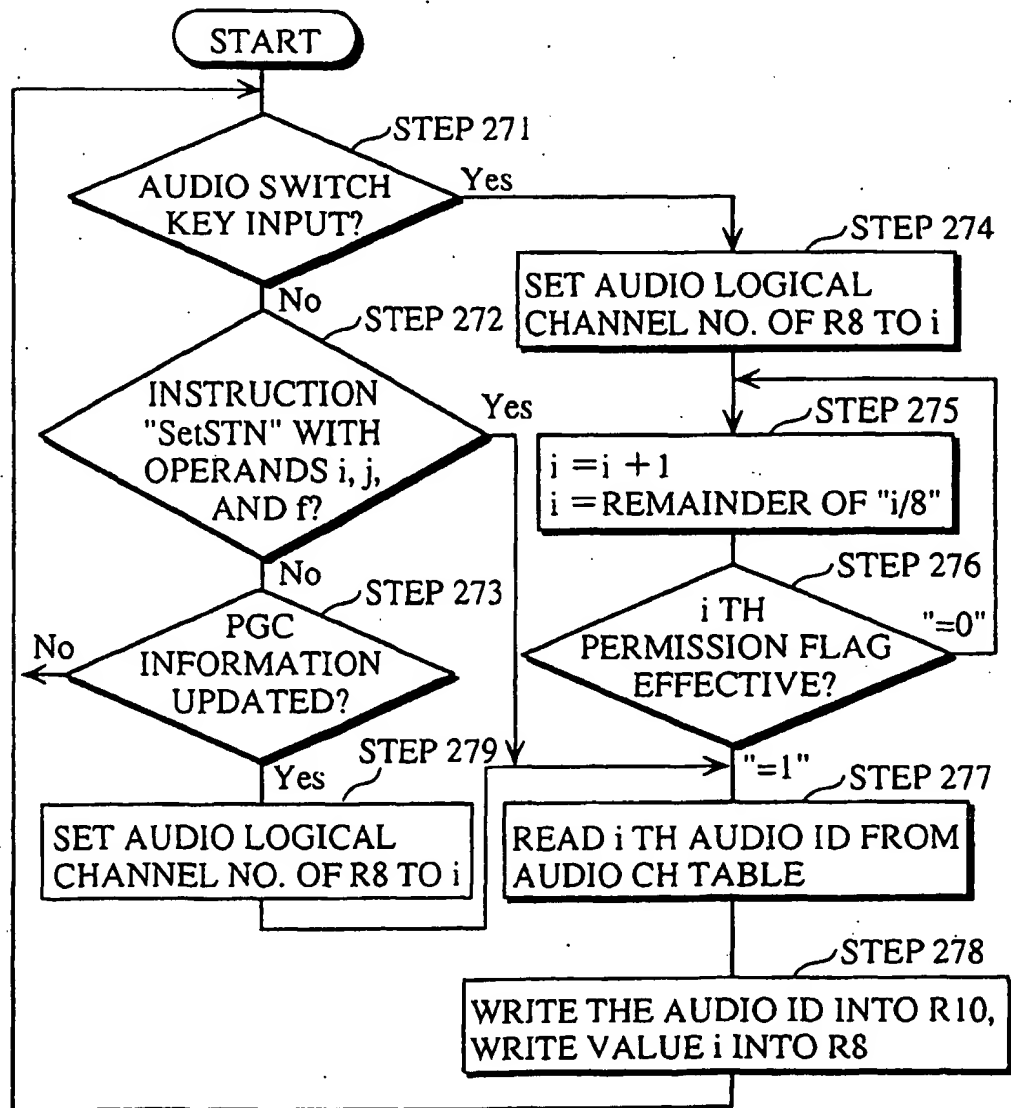 START
STEP 271
AUDIO SWITCH
KEY INPUT?
Yes
No
STEP 272
INSTRUCTION
"SetSTN" WITH
OPERANDS i, j,
AND f?
Yes
No
STEP 273
PGC
INFORMATION
UPDATED?
No
Yes
STEP 279
SET AUDIO LOGICAL
CHANNEL NO. OF R8 TO i
STEP 274
SET AUDIO LOGICAL
CHANNEL NO. OF R8 TO i
STEP 275
i = i + 1
i = REMAINDER OF "i/8"
STEP 276
i TH
PERMISSION FLAG
EFFECTIVE?
"=0"
"=1"
STEP 277
READ i TH AUDIO ID FROM
AUDIO CH TABLE
STEP 278
WRITE THE AUDIO ID INTO R10,
WRITE VALUE i INTO R8